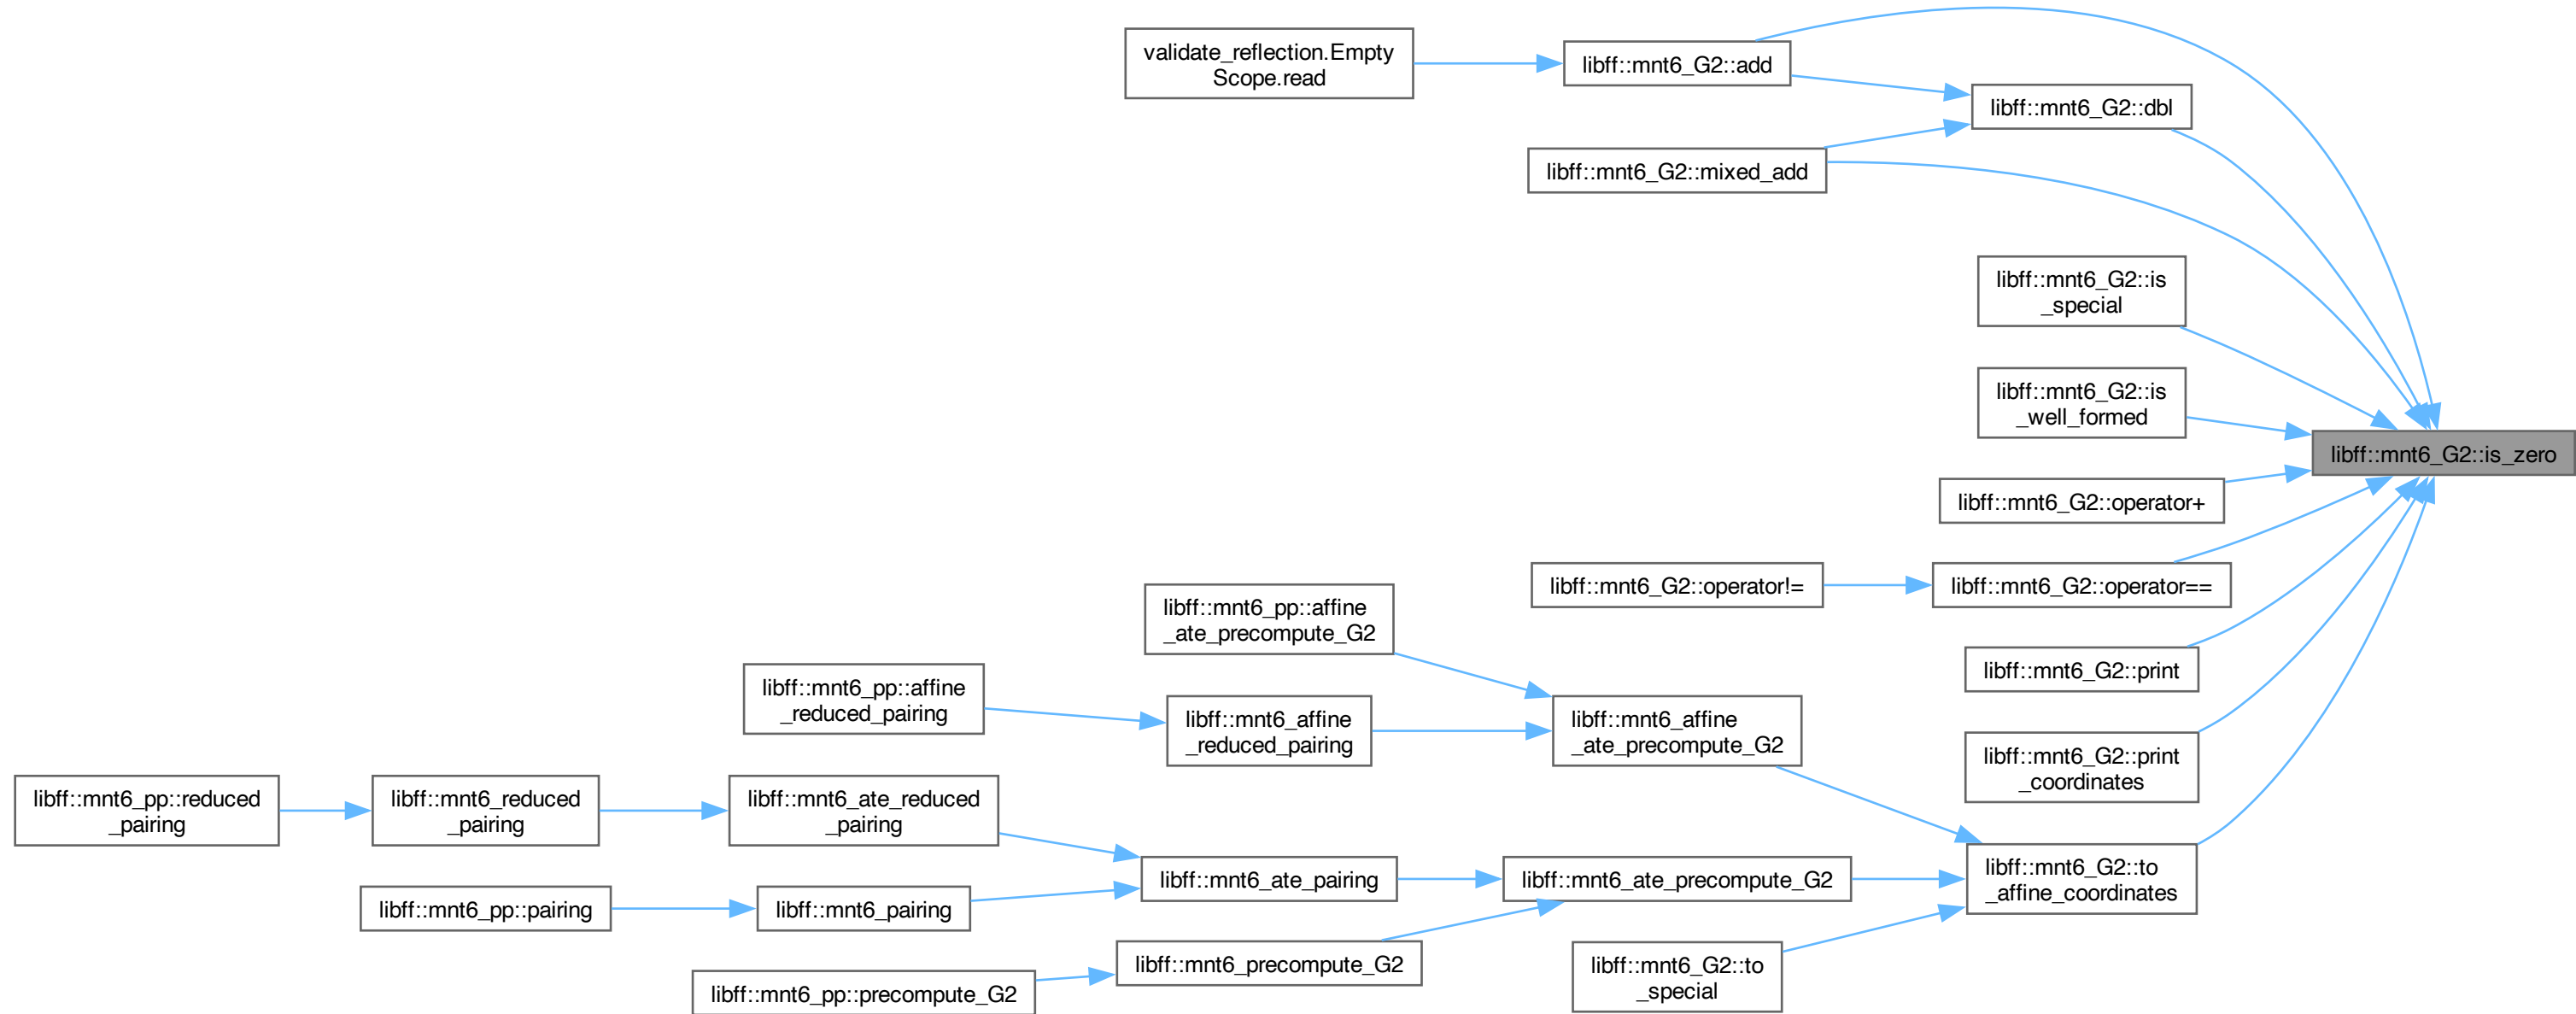 validate_reflection.Empty
Scope.read
libff::mnt6_G2::add
libff::mnt6_G2::dbl
libff::mnt6_G2::mixed_add
libff::mnt6_G2::is
_special
libff::mnt6_G2::is
_well_formed
libff::mnt6_G2::is_zero
libff::mnt6_G2::operator+
libff::mnt6_G2::operator!=
libff::mnt6_G2::operator==
libff::mnt6_pp::affine
_ate_precompute_G2
libff::mnt6_G2::print
libff::mnt6_pp::affine
_reduced_pairing
libff::mnt6_affine
_reduced_pairing
libff::mnt6_affine
_ate_precompute_G2
libff::mnt6_G2::print
_coordinates
libff::mnt6_pp::reduced
_pairing
libff::mnt6_reduced
_pairing
libff::mnt6_ate_reduced
_pairing
libff::mnt6_ate_pairing
libff::mnt6_ate_precompute_G2
libff::mnt6_G2::to
_affine_coordinates
libff::mnt6_pp::pairing
libff::mnt6_pairing
libff::mnt6_precompute_G2
libff::mnt6_G2::to
_special
libff::mnt6_pp::precompute_G2